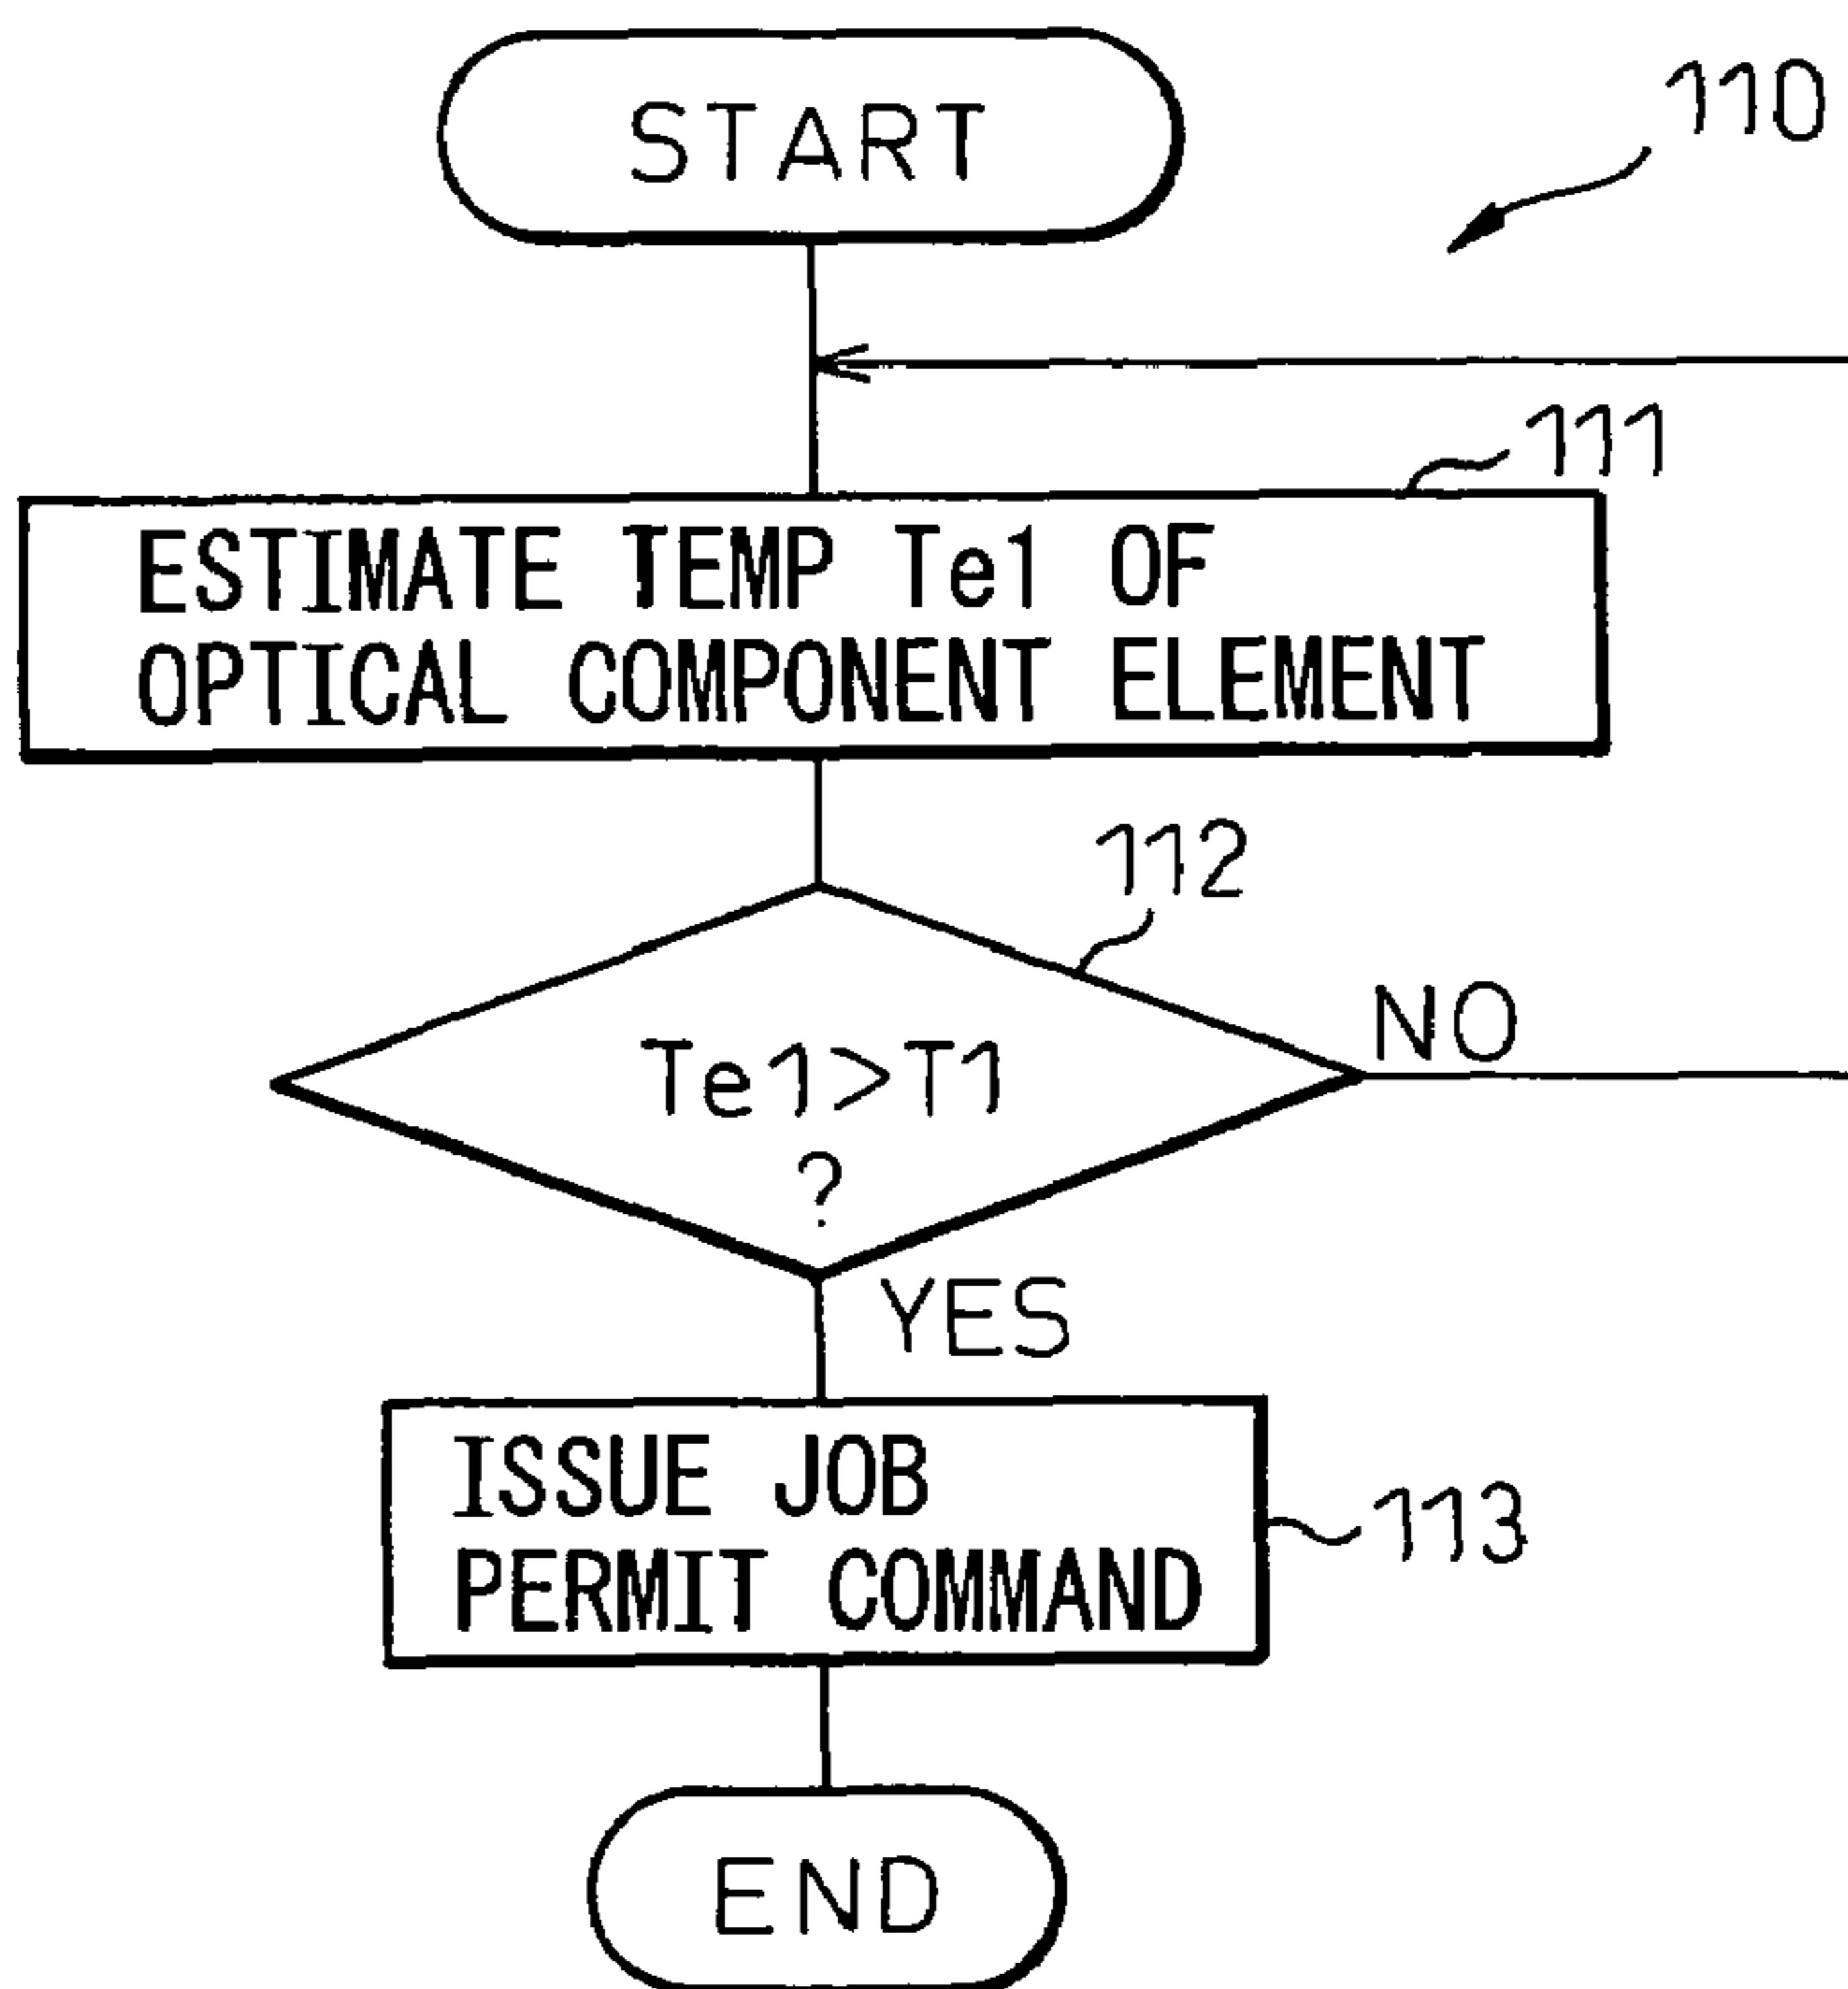 START
110
111
ESTIMATE TEMP Te1 OF
OPTICAL COMPONENT ELEMENT
112
NO
Te1>T1
?
YES
ISSUE JOB
PERMIT COMMAND
113
END